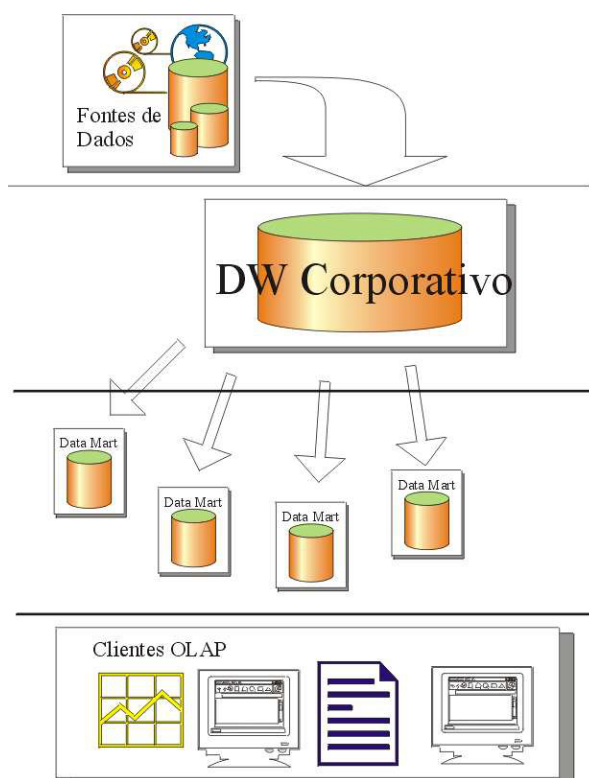 Fontes de
Dados
DW Corporativo
Data Mart
Data Mart
Data Mart
Data Mart
Clientes OLAP